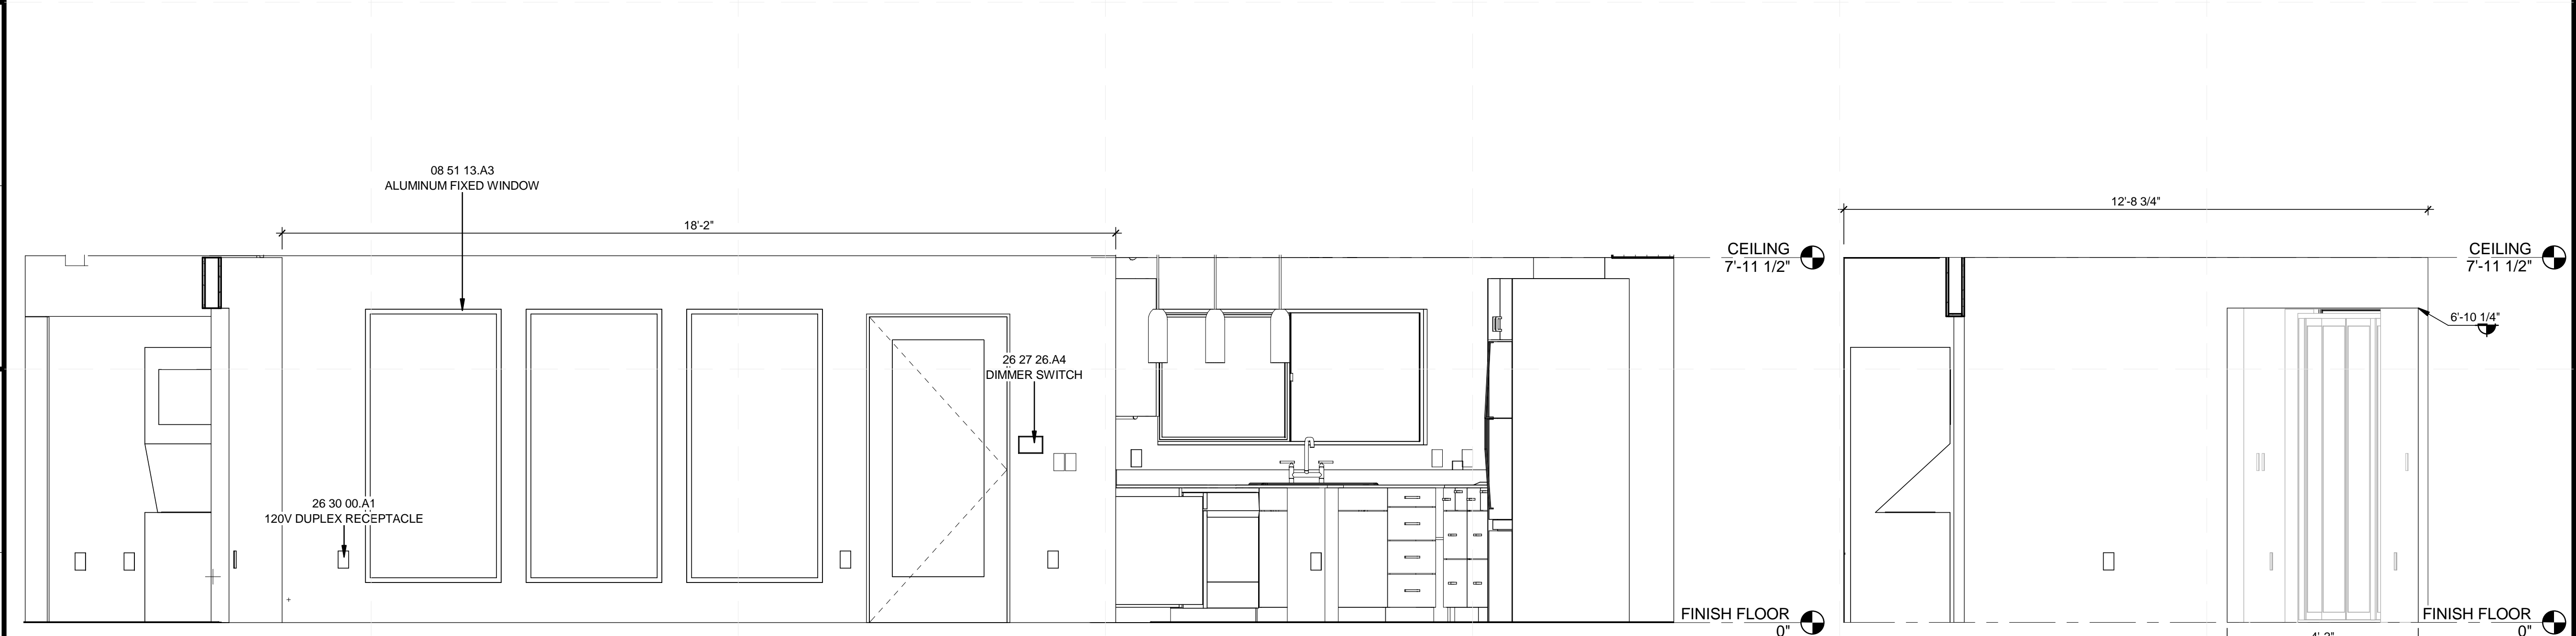 08 51 13.A3
ALUMINUM FIXED WINDOW
18'-2"
12'-8 3/4"
CEILING
7'-11 1/2"
CEILING
7'-11 1/2"
6'-10 1/4"
26 27 26.A4
DIMMER SWITCH
26 30 00.A1
120V DUPLEX RECEPTACLE
FINISH FLOOR
0"
FINISH FLOOR
0"
4'-2"